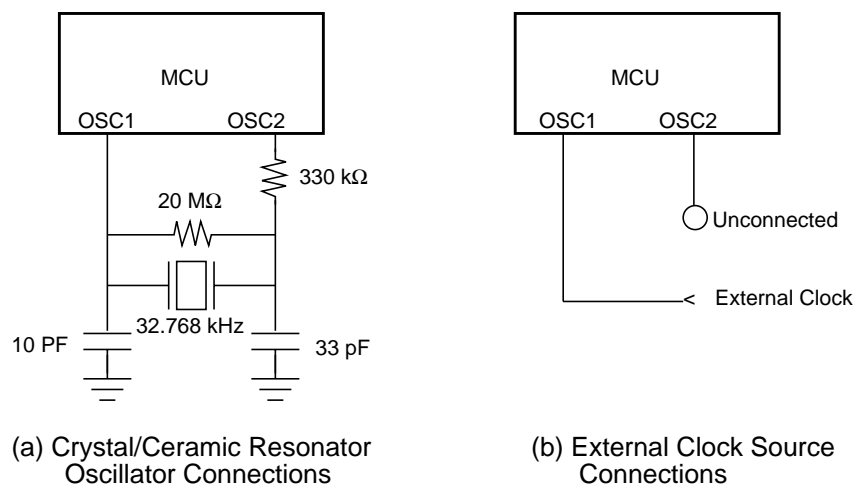 MCU
OSC1
OSC2
330 kΩ
20 MΩ
32.768 kHz
10 PF
33 pF
(a) Crystal/Ceramic Resonator
Oscillator Connections
MCU
OSC1
OSC2
Unconnected
< External Clock
(b) External Clock Source
Connections